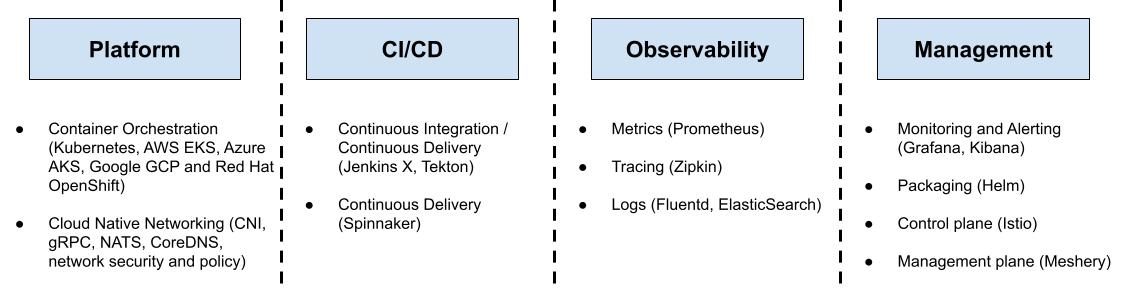 Platform
● Container Orchestration
(Kubernetes, AWS EKS, Azure
AKS, Google GCP and Red Hat
OpenShift)
● Cloud Native Networking (CNI,
gRPC, NATS, CoreDNS,
network security and policy)
CI/CD
● Continuous Integration /
Continuous Delivery
(Jenkins X, Tekton)
● Continuous Delivery
(Spinnaker)
Observability
● Metrics (Prometheus)
● Tracing (Zipkin)
● Logs (Fluentd, ElasticSearch)
Management
● Monitoring and Alerting
(Grafana, Kibana)
● Packaging (Helm)
● Control plane (Istio)
● Management plane (Meshery)